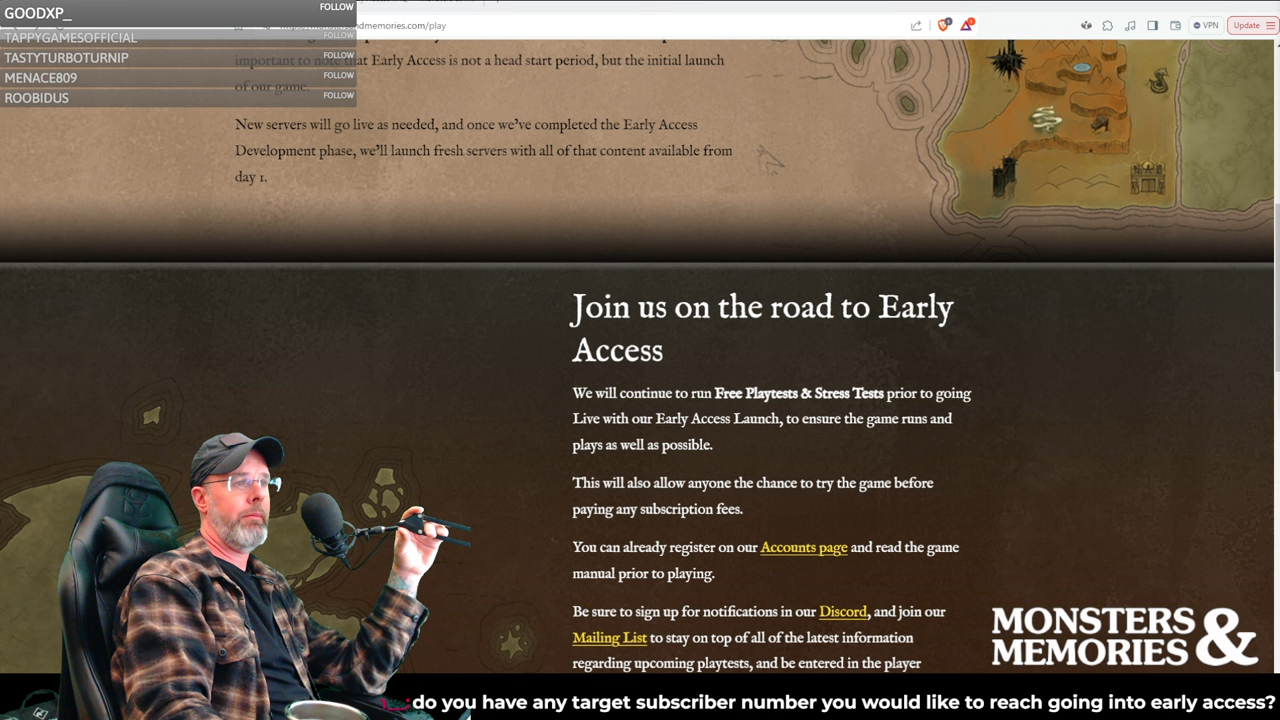 GOODXP_ FOLLOW
TAPPYGAMESOFFICIAL FOLLOW
TASTYTURBOTURNIP FOLLOW
MENACE809 FOLLOW
ROOBIDUS FOLLOW
ndmemories.com/play
VPN
Update
important to note that Early Access is not a head start period, but the initial launch
of our game.
New servers will go live as needed, and once we've completed the Early Access
Development phase, we'll launch fresh servers with all of that content available from
day 1.
Join us on the road to Early
Access
We will continue to run Free Playtests & Stress Tests prior to going
Live with our Early Access Launch, to ensure the game runs and
plays as well as possible.
This will also allow anyone the chance to try the game before
paying any subscription fees.
You can already register on our Accounts page and read the game
manual prior to playing.
Be sure to sign up for notifications in our Discord, and join our
Mailing List to stay on top of all of the latest information
regarding upcoming playtests, and be entered in the player
MONSTERS &
MEMORIES
do you have any target subscriber number you would like to reach going into early access?